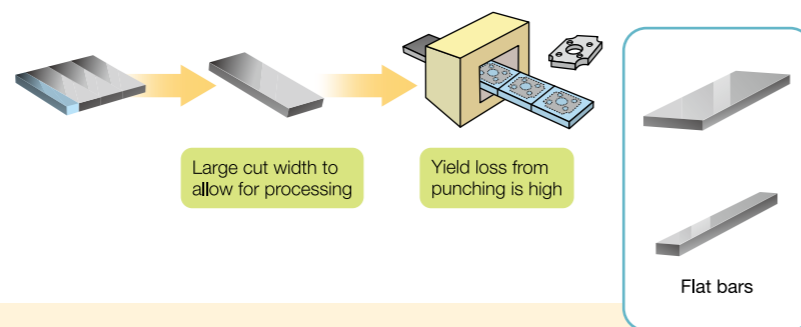 Large cut width to
allow for processing
Yield loss from
punching is high
Flat bars